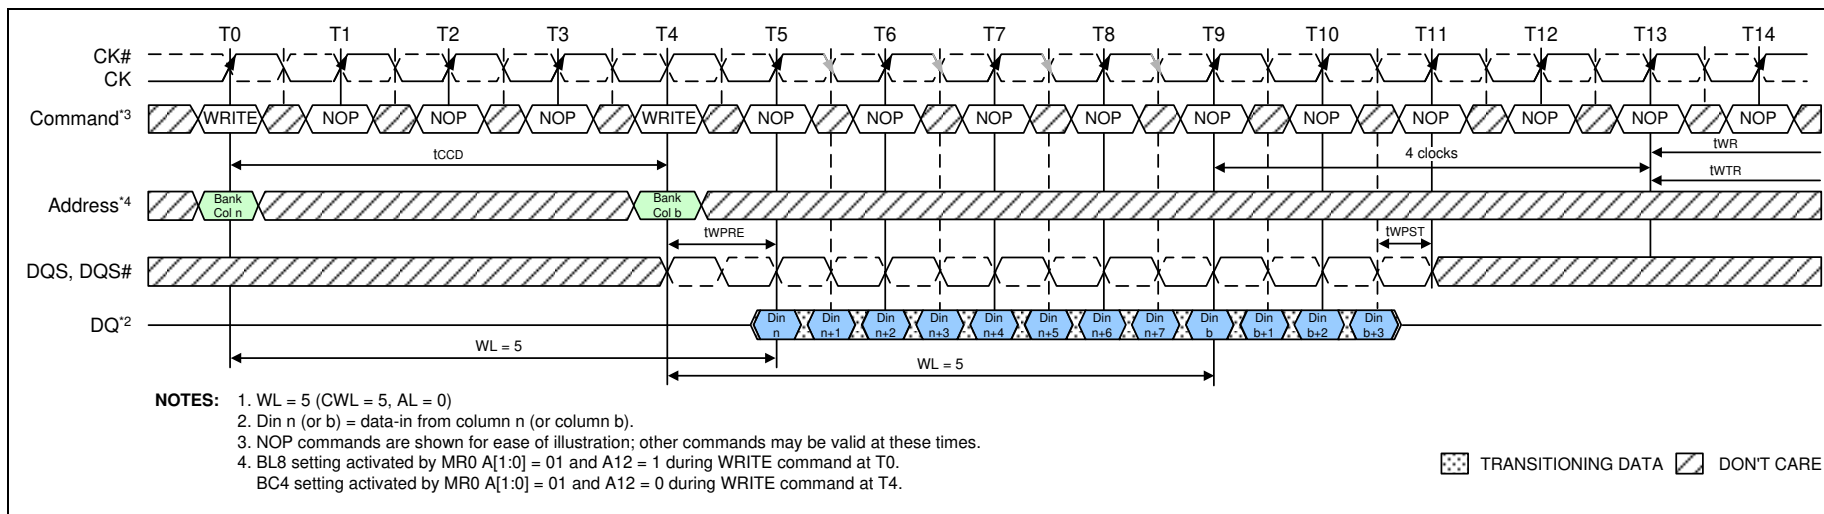 T0 T1 T2 T3 T4 T5 T6 T7 T8 T9 T10 T11 T12 T13 T14
CK#
CK
Command*3 WRITE NOP NOP NOP WRITE NOP NOP NOP NOP NOP NOP NOP NOP NOP NOP
tCCD 4 clocks tWR
tWTR
Address*4 Bank Col n Bank Col b
tWPRE tWPST
DQS, DQS#
DQ*2 Din n Din n+1 Din n+2 Din n+3 Din n+4 Din n+5 Din n+6 Din n+7 Din b Din b+1 Din b+2 Din b+3
WL = 5
WL = 5
NOTES: 1. WL = 5 (CWL = 5, AL = 0)
2. Din n (or b) = data-in from column n (or column b).
3. NOP commands are shown for ease of illustration; other commands may be valid at these times.
4. BL8 setting activated by MR0 A[1:0] = 01 and A12 = 1 during WRITE command at T0.
BC4 setting activated by MR0 A[1:0] = 01 and A12 = 0 during WRITE command at T4.
TRANSITIONING DATA DON'T CARE